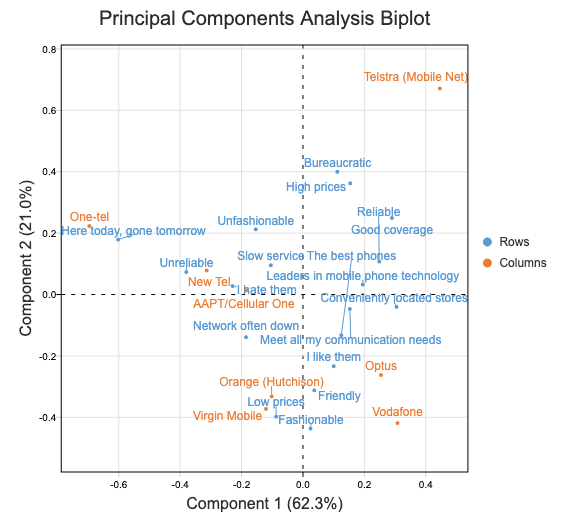 Principal Components Analysis Biplot
0.8
Telstra (Mobile Net)
0.6
Bureaucratic
0.4
High prices
Reliable
One-tel
Unfashionable
Here today, gone tomorrow
Good coverage
0.2
Rows
Slow service
The best phones
Unreliable
Columns
Leaders in mobile phone technology
New Tel
I hate them
0.0
Conveniently located stores
AAPT/Cellular One
Network often down
Meet all my communication needs
-0.2
I like them
Optus
Orange (Hutchison)
Friendly
Low prices
Virgin Mobile
Vodafone
-0.4
Fashionable
-0.6
-0.4
-0.2
0.0
0.2
0.4
Component 1 (62.3%)
Component 2 (21.0%)